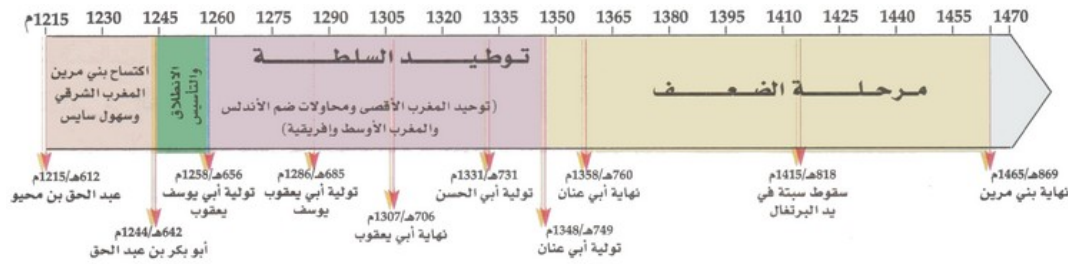 1215م 1230 1245 1260 1275 1290 1307 1320 1335 1350 1365 1380 1395 1410 1425 1440 1455 1470
اكتساح بني مرين
المغرب الشرقي
وسهول سايس
الانطلاق
والتأسيس
توطيد السلطة
(توحيد المغرب الأقصى ومحاولات ضم الأندلس
والمغرب الأوسط وإفريقية)
مرحلة الضعف
612هـ/1215م
عبد الحق بن محيو
642هـ/1244م
أبو بكر بن عبد الحق
656هـ/1258م
تولية أبي يوسف
يعقوب
685هـ/1286م
تولية أبي يعقوب
يوسف
706هـ/1307م
نهاية أبي يعقوب
731هـ/1331م
تولية أبي الحسن
749هـ/1348م
تولية أبي عنان
760هـ/1358م
نهاية أبي عنان
818هـ/1415م
سقوط سبتة في
يد البرتغال
869هـ/1465م
نهاية بني مرين